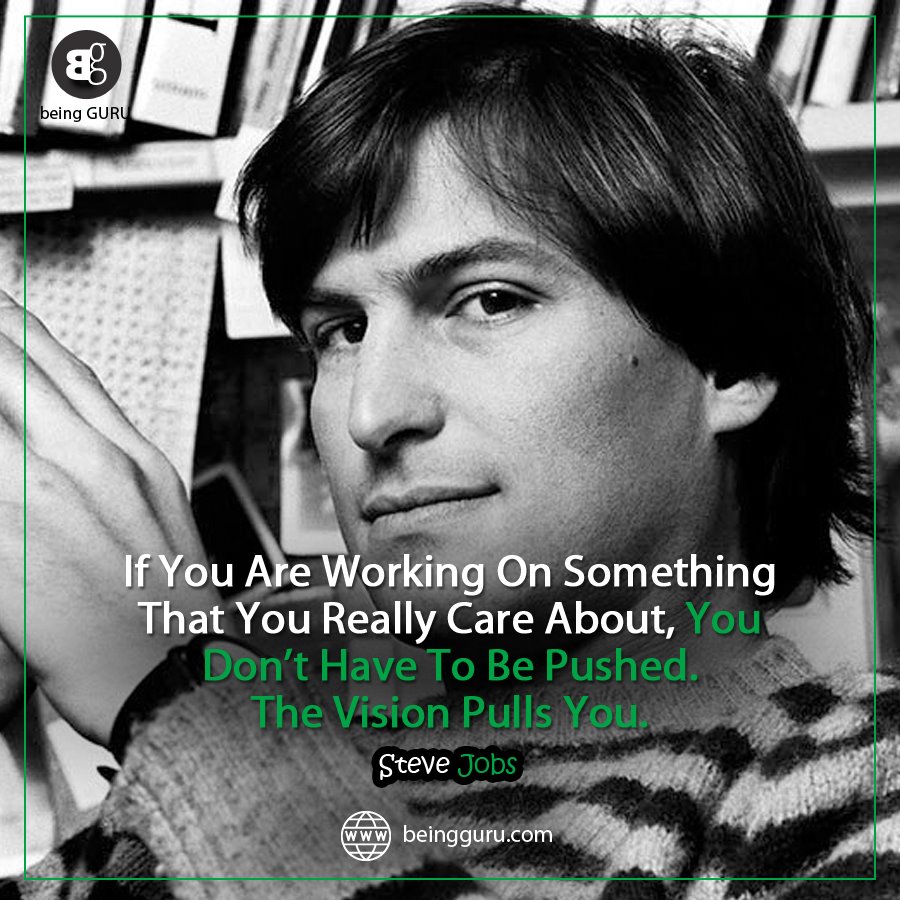 Bg
being GURU
If You Are Working On Something
That You Really Care About, You
Don't Have To Be Pushed.
The Vision Pulls You.
Steve Jobs
WWW beingguru.com